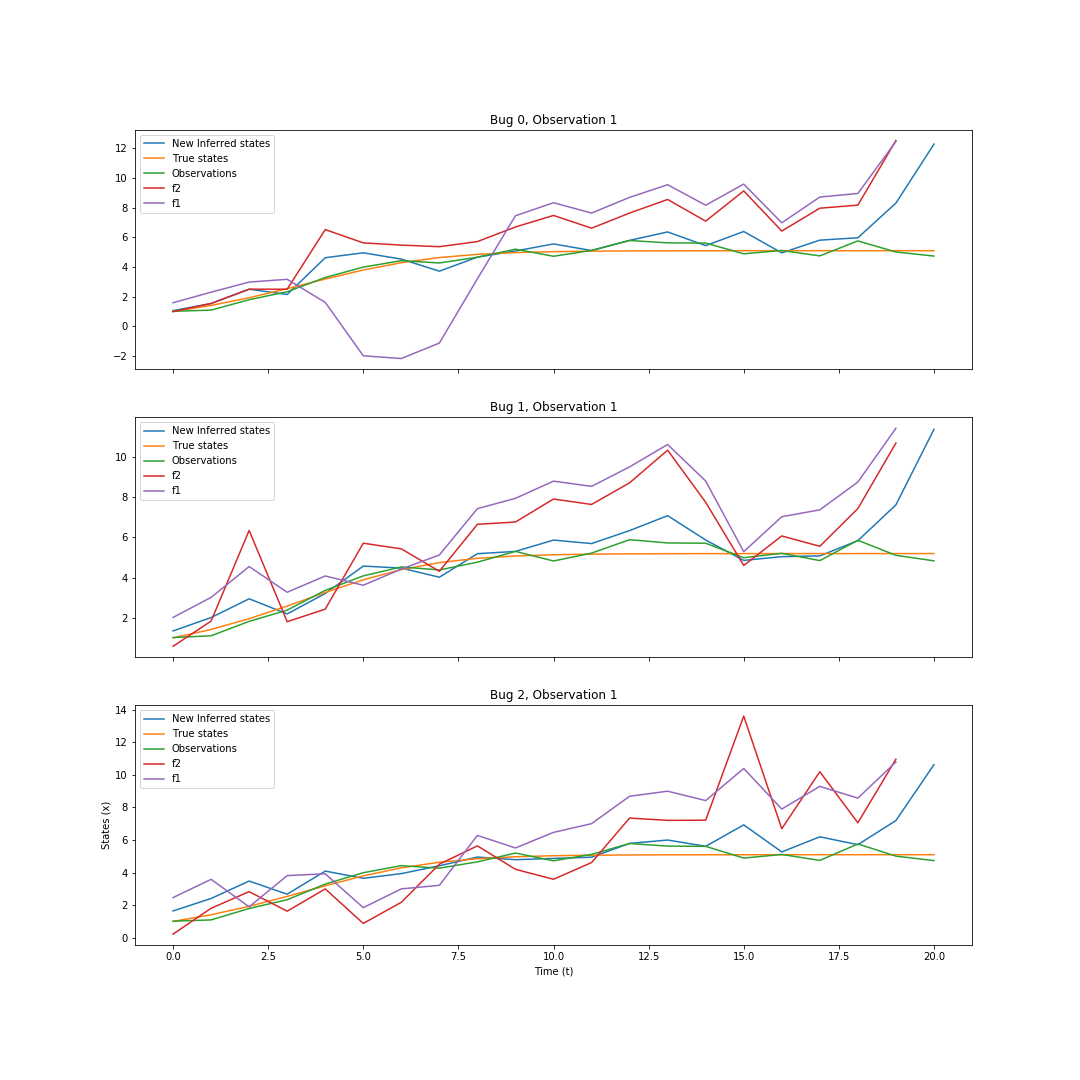 Bug 0, Observation 1
New Inferred states
True states
Observations
f2
f1
12
10
8
6
4
2
0
−2
Bug 1, Observation 1
New Inferred states
True states
Observations
f2
f1
10
8
6
4
2
Bug 2, Observation 1
New Inferred states
True states
Observations
f2
f1
14
12
10
8
6
4
2
0
States (x)
0.0 2.5 5.0 7.5 10.0 12.5 15.0 17.5 20.0
Time (t)